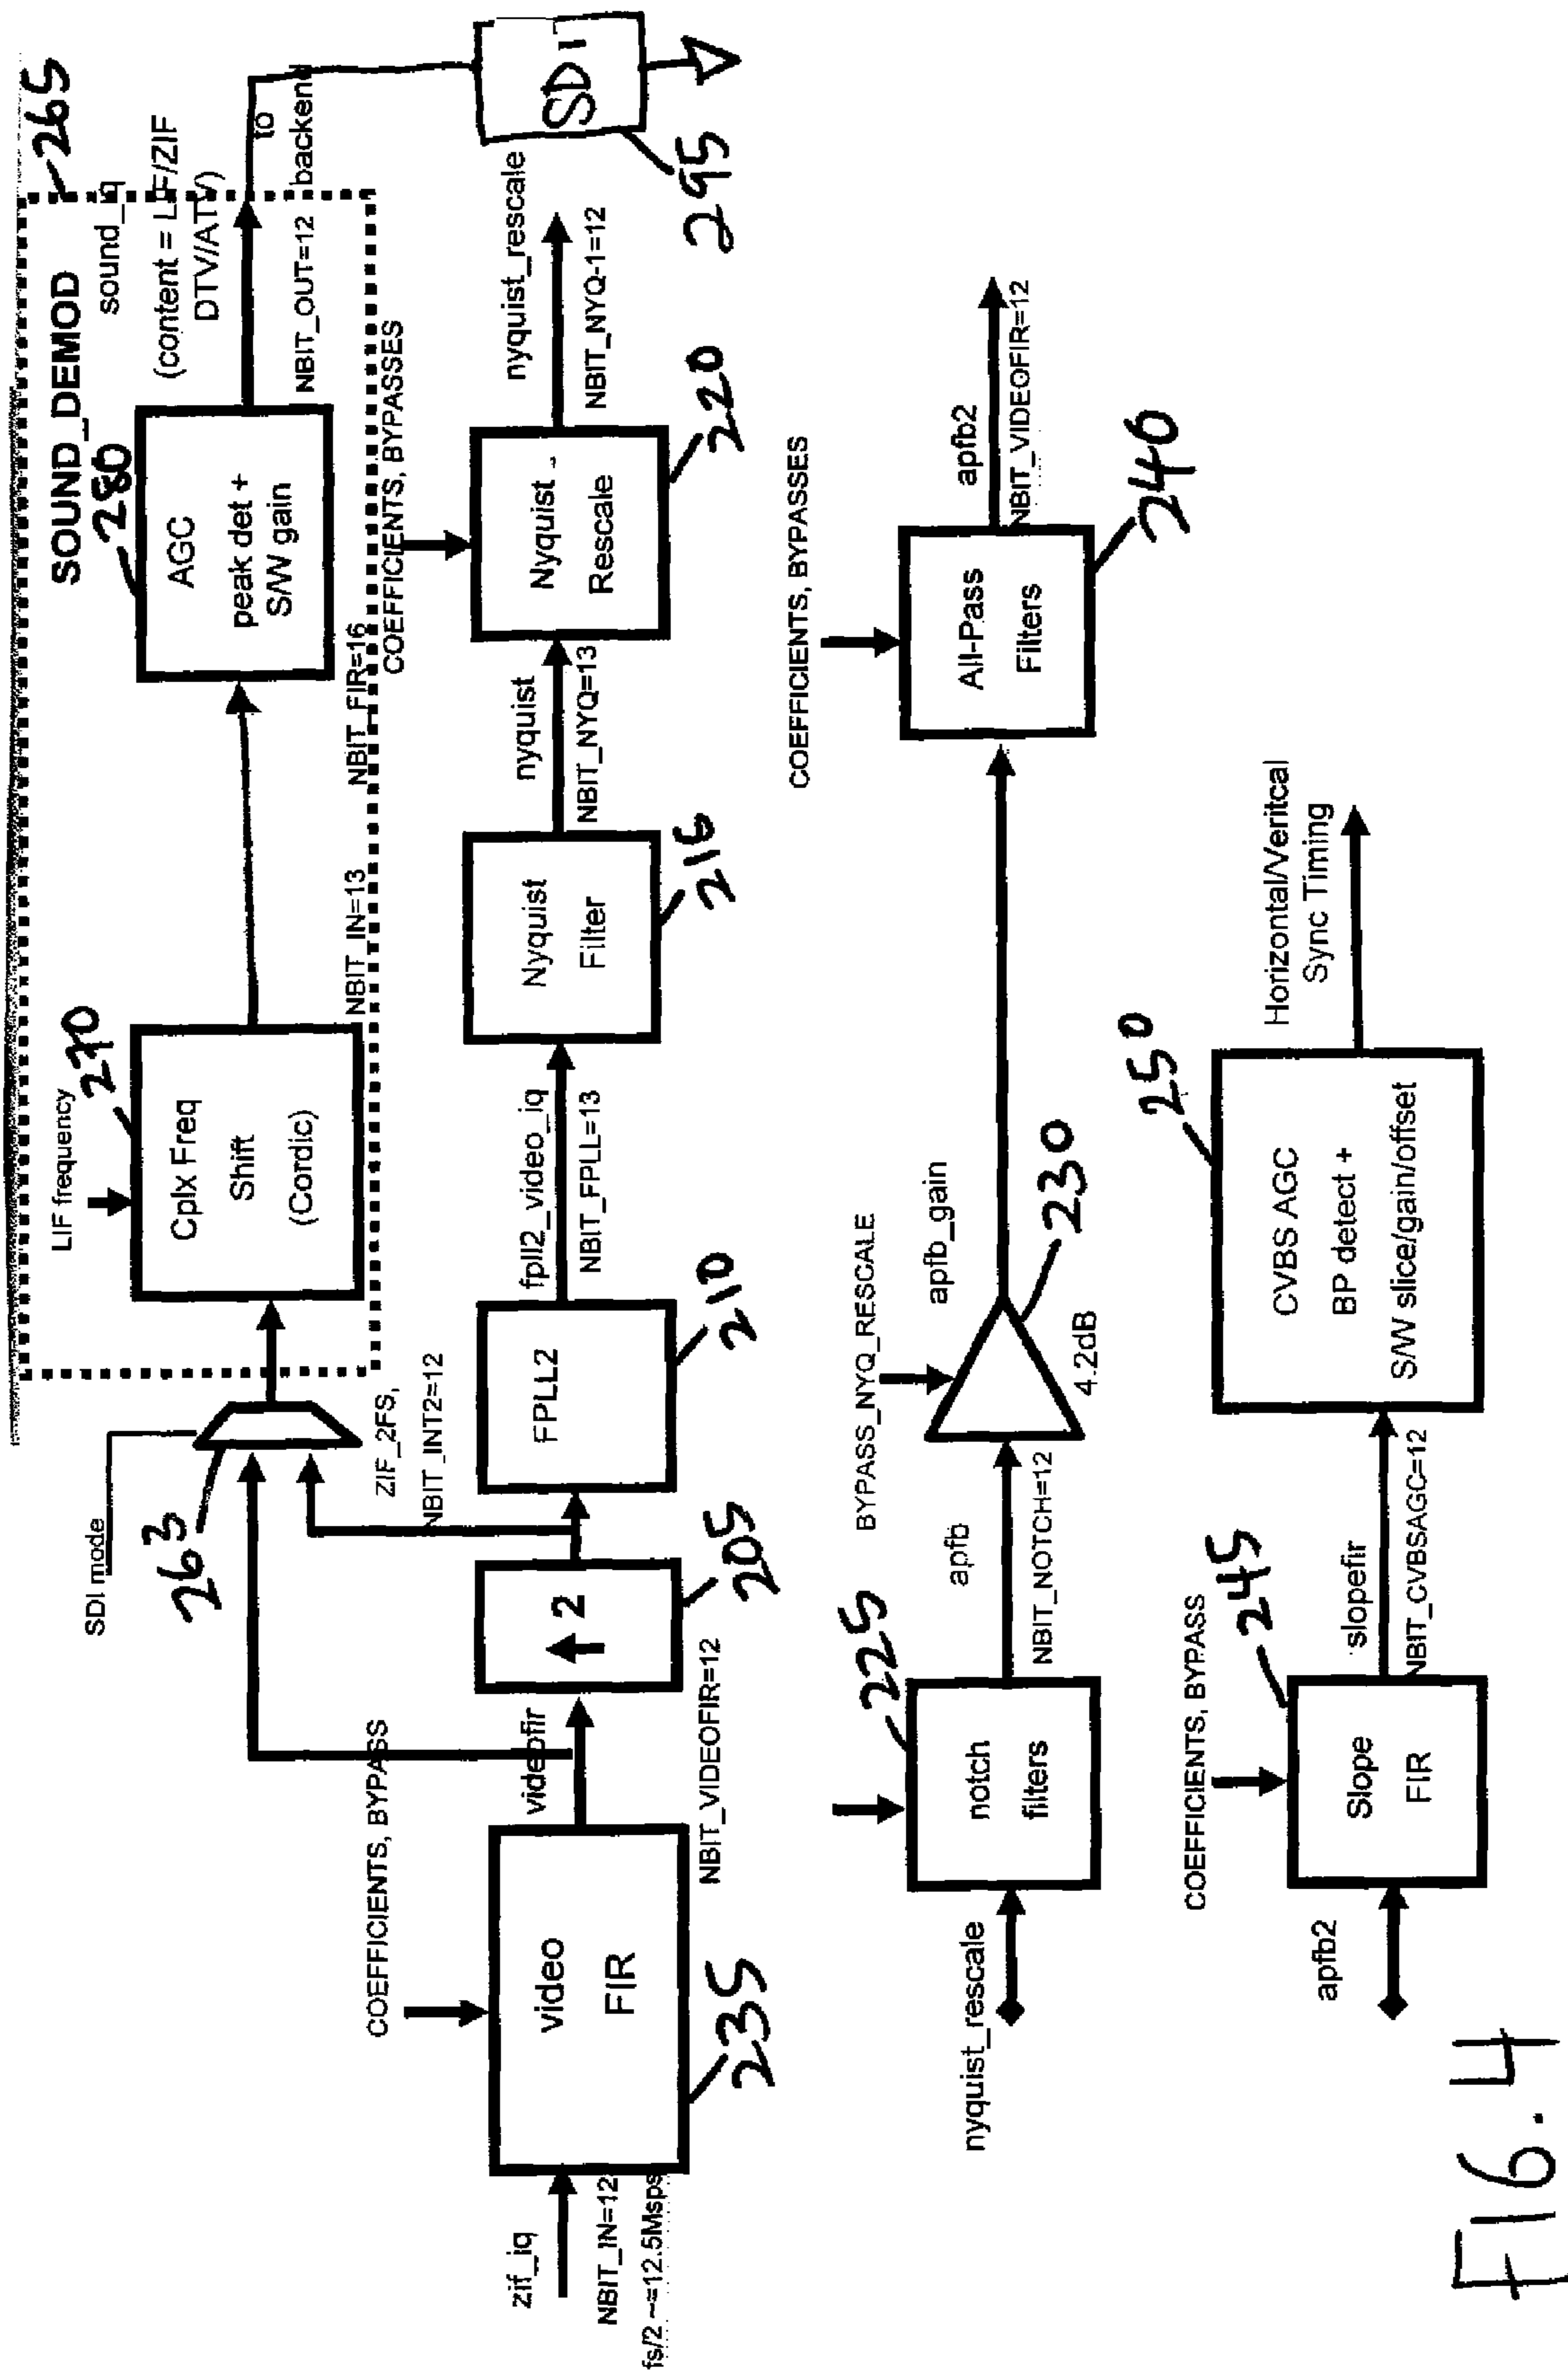 265
SOUND_DEMOD
sound_iq
(content = LIF/ZIF
DTV/ATV)
to
backend
LIF frequency
270
Cplx Freq
Shift
(Cordic)
280
AGC
peak det +
S/W gain
NBIT_OUT=12
NBIT_IN=13
NBIT_FIR=16
SDI mode
263
ZIF_2FS,
NBIT_INT2=12
COEFFICIENTS, BYPASSES
SDI
295
COEFFICIENTS, BYPASS
zif_iq
NBIT_IN=12
fs/2 ~=12.5Msps
video
FIR
235
videofir
NBIT_VIDEOFIR=12
2
205
FPLL2
210
fpll2_video_iq
NBIT_FPLL=13
Nyquist
Filter
216
nyquist
NBIT_NYQ=13
Nyquist
Rescale
220
nyquist_rescale
NBIT_NYQ-1=12
nyquist_rescale
notch
filters
225
apfb
NBIT_NOTCH=12
BYPASS_NYQ_RESCALE
4.2dB
230
apfb_gain
COEFFICIENTS, BYPASSES
All-Pass
Filters
240
apfb2
NBIT_VIDEOFIR=12
apfb2
COEFFICIENTS, BYPASS
Slope
FIR
245
slopefir
NBIT_CVBSAGC=12
CVBS AGC
BP detect +
S/W slice/gain/offset
250
Horizontal/Veritcal
Sync Timing
FIG. 4